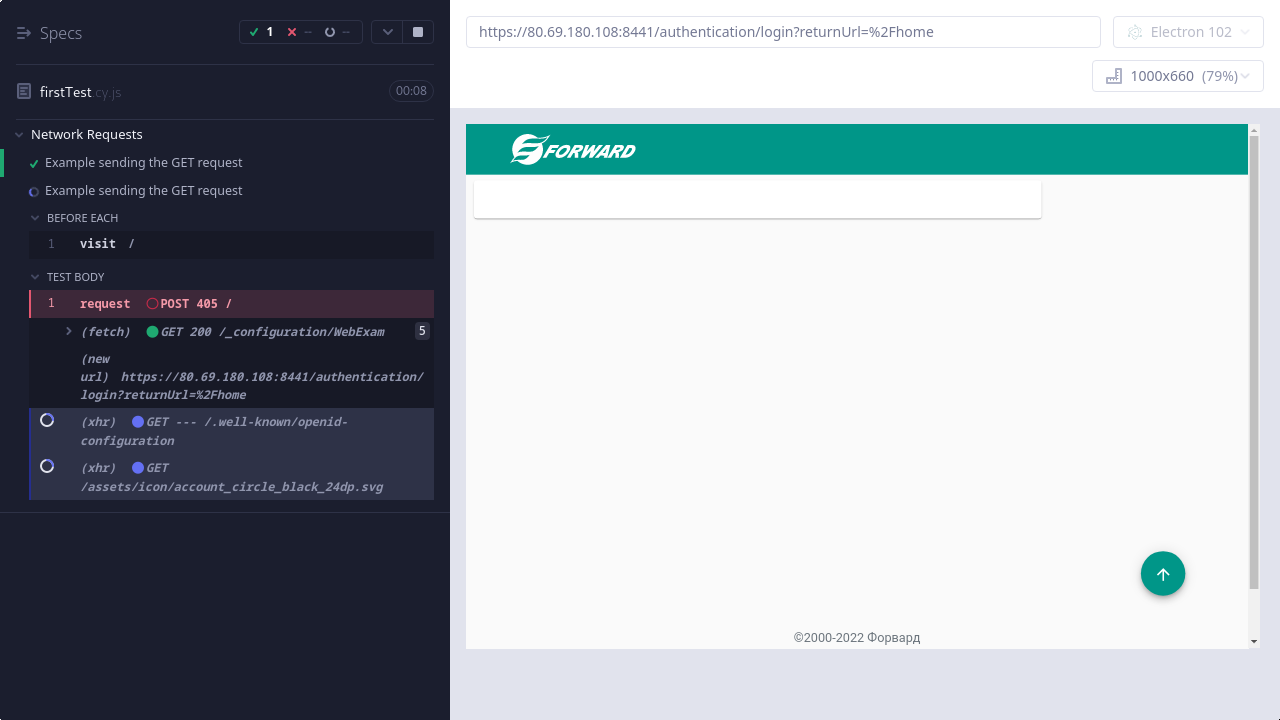 Specs
1
--
--
firstTest.cy.js
00:08
Network Requests
Example sending the GET request
Example sending the GET request
BEFORE EACH
1 visit /
TEST BODY
1 request POST 405 /
(fetch) GET 200 /_configuration/WebExam 5
(new
url) https://80.69.180.108:8441/authentication/
login?returnUrl=%2Fhome
(xhr) GET --- /.well-known/openid-
configuration
(xhr) GET
/assets/icon/account_circle_black_24dp.svg
https://80.69.180.108:8441/authentication/login?returnUrl=%2Fhome
Electron 102
1000x660 (79%)
FORWARD
©2000-2022 Форвард